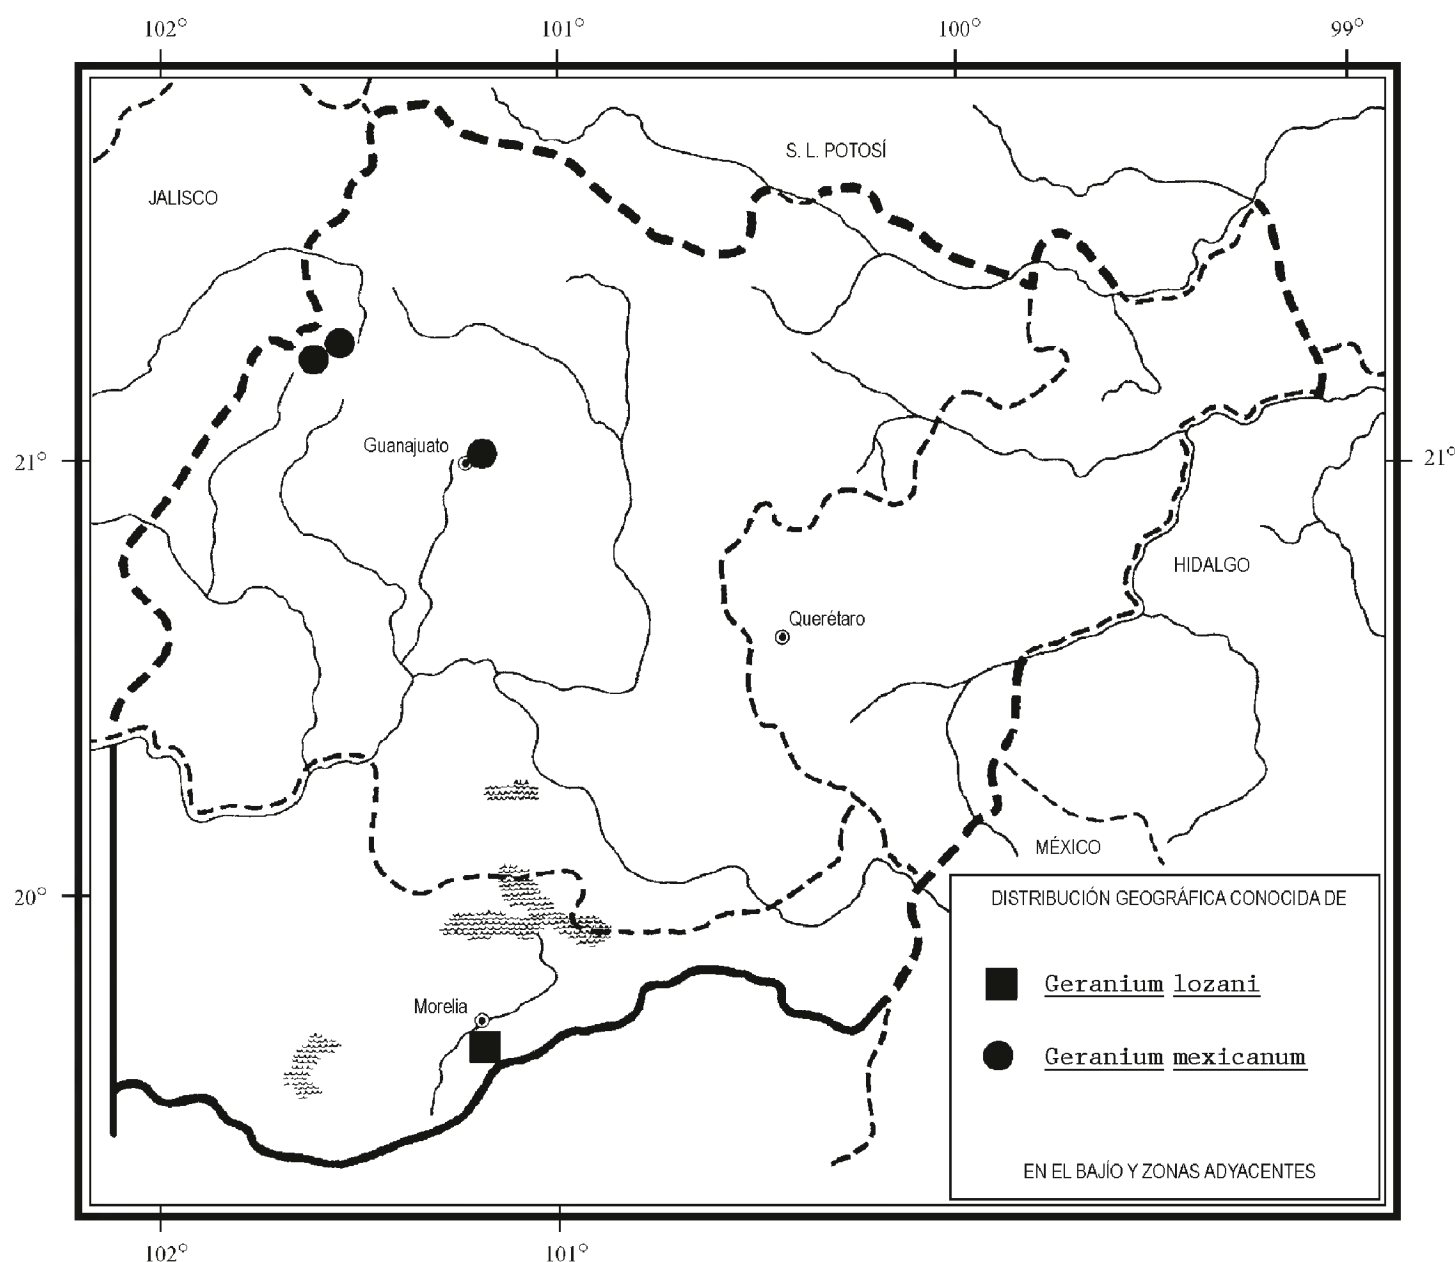 102° 101° 100° 99°
S. L. POTOSÍ
JALISCO
Guanajuato
21° 21°
HIDALGO
Querétaro
MÉXICO
20°
DISTRIBUCIÓN GEOGRÁFICA CONOCIDA DE
Geranium lozani
Morelia
Geranium mexicanum
EN EL BAJÍO Y ZONAS ADYACENTES
102° 101°